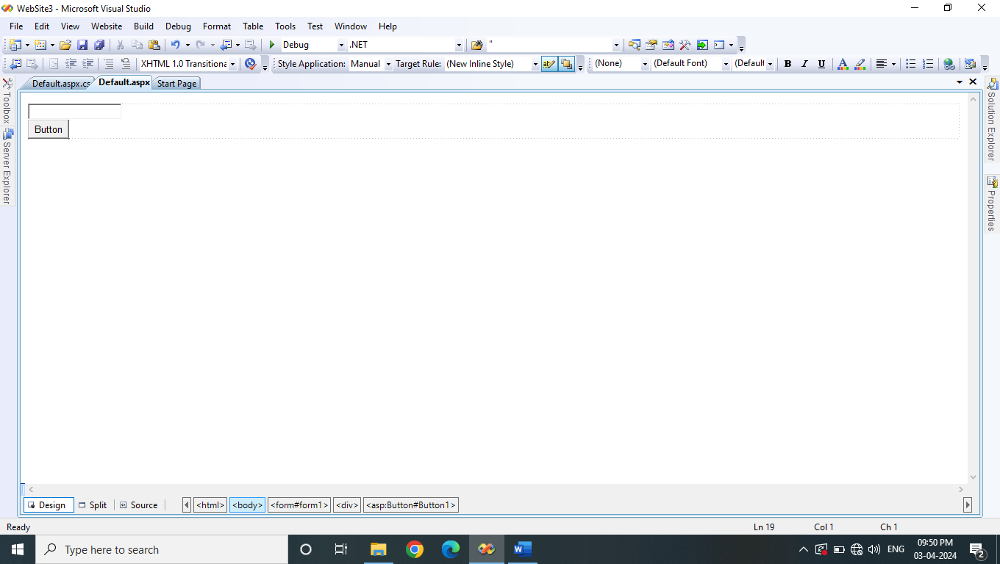 WebSite3 - Microsoft Visual Studio
File Edit View Website Build Debug Format Table Tools Test Window Help
Debug .NET "
XHTML 1.0 Transitiona Style Application: Manual Target Rule: (New Inline Style) (None) (Default Font) (Default B I U
Default.aspx.cs Default.aspx Start Page
Toolbox
Server Explorer
Button
Solution Explorer
Properties
Design Split Source <html> <body> <form#form1> <div> <asp:Button#Button1>
Ready Ln 19 Col 1 Ch 1
Type here to search ENG 09:50 PM
03-04-2024 2